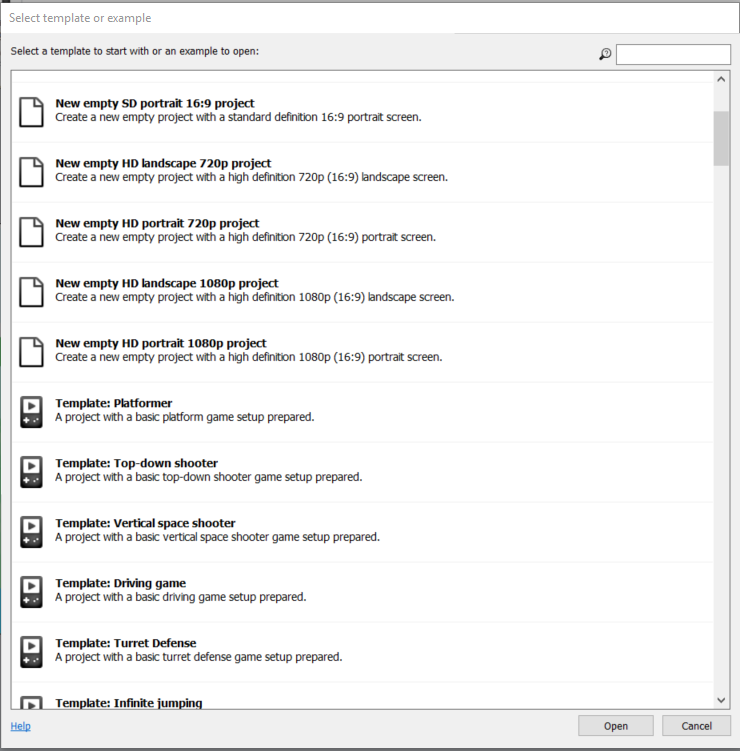 Select template or example
Select a template to start with or an example to open:
New empty SD portrait 16:9 project
Create a new empty project with a standard definition 16:9 portrait screen.
New empty HD landscape 720p project
Create a new empty project with a high definition 720p (16:9) landscape screen.
New empty HD portrait 720p project
Create a new empty project with a high definition 720p (16:9) portrait screen.
New empty HD landscape 1080p project
Create a new empty project with a high definition 1080p (16:9) landscape screen.
New empty HD portrait 1080p project
Create a new empty project with a high definition 1080p (16:9) portrait screen.
Template: Platformer
A project with a basic platform game setup prepared.
Template: Top-down shooter
A project with a basic top-down shooter game setup prepared.
Template: Vertical space shooter
A project with a basic vertical space shooter game setup prepared.
Template: Driving game
A project with a basic driving game setup prepared.
Template: Turret Defense
A project with a basic turret defense game setup prepared.
Template: Infinite jumping
Help
Open
Cancel